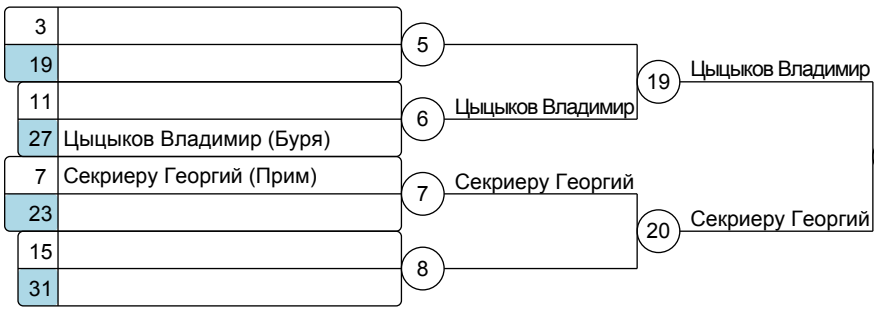 3
5
19
19 Цыцыков Владимир
11
6 Цыцыков Владимир
27 Цыцыков Владимир (Буря)
7 Секриеру Георгий (Прим)
7 Секриеру Георгий
23
20 Секриеру Георгий
15
8
31